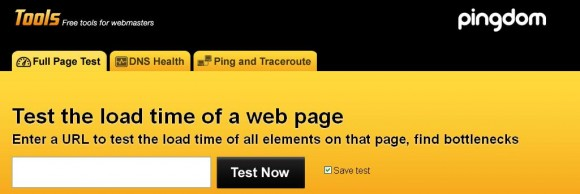 Tools Free tools for webmasters
pingdom
Full Page Test
DNS Health
Ping and Traceroute
Test the load time of a web page
Enter a URL to test the load time of all elements on that page, find bottlenecks
Test Now
Save test